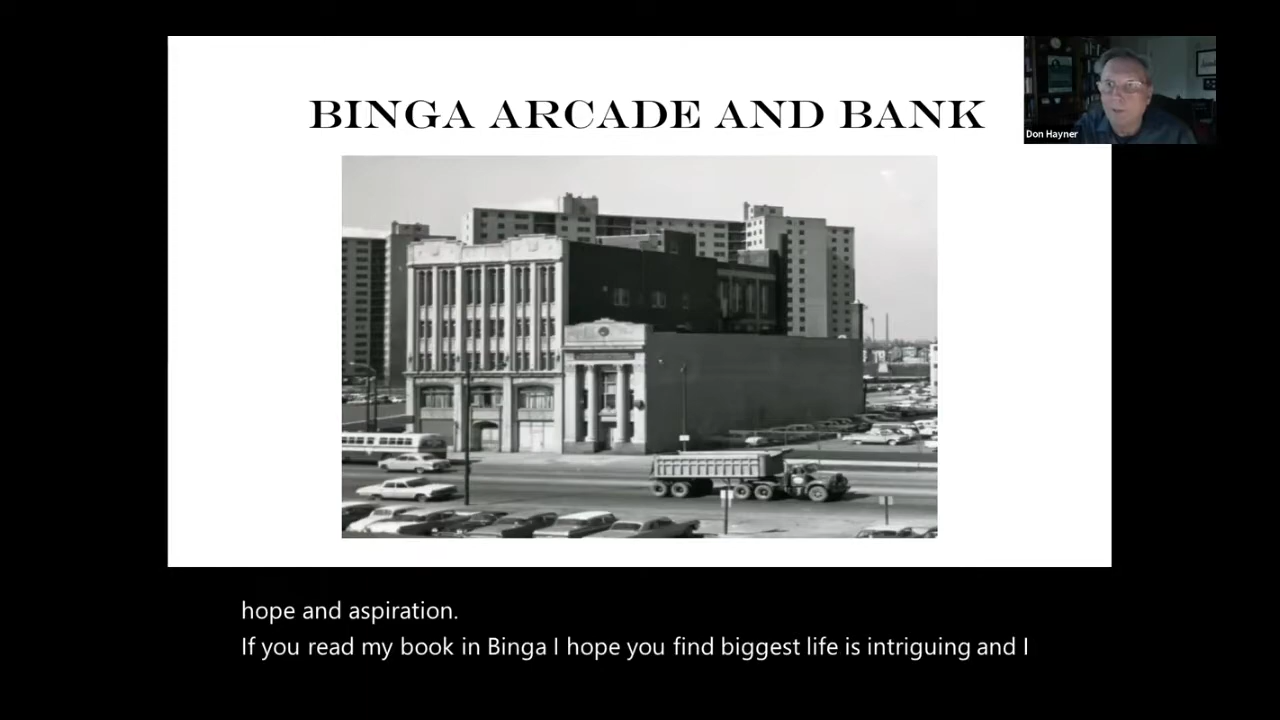 BINGA ARCADE AND BANK
Don Hayner
hope and aspiration.
If you read my book in Binga I hope you find biggest life is intriguing and I